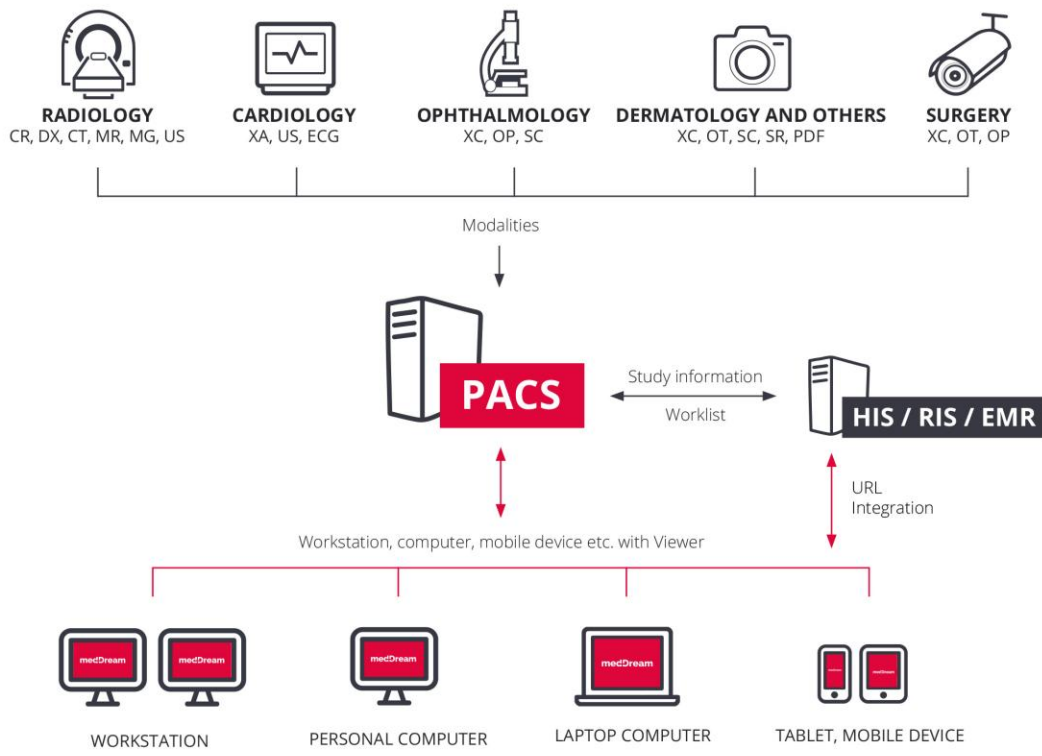 RADIOLOGY
CR, DX, CT, MR, MG, US
CARDIOLOGY
XA, US, ECG
OPHTHALMOLOGY
XC, OP, SC
DERMATOLOGY AND OTHERS
XC, OT, SC, SR, PDF
SURGERY
XC, OT, OP
Modalities
PACS
Study information
Worklist
HIS / RIS / EMR
URL
Integration
Workstation, computer, mobile device etc. with Viewer
medDream
medDream
medDream
medDream
medDream
medDream
WORKSTATION
PERSONAL COMPUTER
LAPTOP COMPUTER
TABLET, MOBILE DEVICE